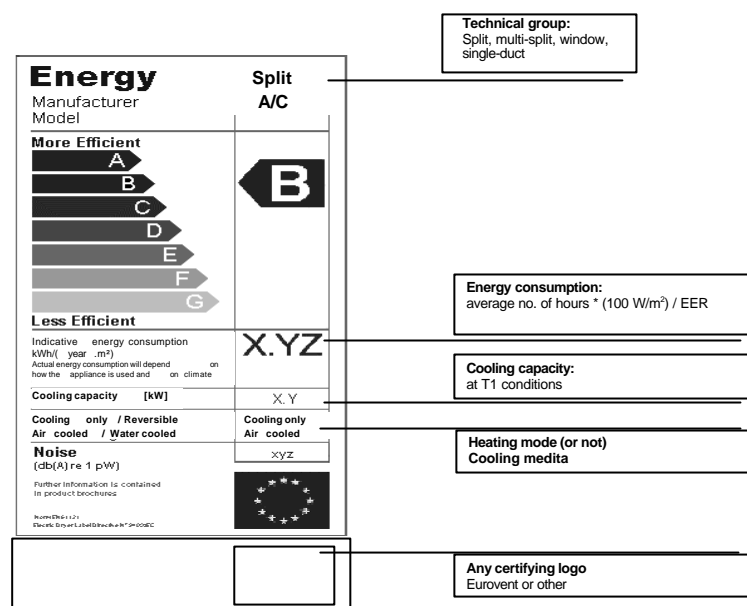 Technical group:
Split, multi-split, window,
single-duct
Energy
Split
Manufacturer
A/C
Model
More Efficient
A
B
B
C
D
E
F
G
Less Efficient
Energy consumption:
average no. of hours * (100 W/m²) / EER
Indicative energy consumption
X.YZ
kWh/( year .m²)
Actual energy consumption will depend on
how the appliance is used and on climate
Cooling capacity:
at T1 conditions
Cooling capacity [kW]
X.Y
Cooling only / Reversible
Cooling only
Air cooled / Water cooled
Air cooled
Heating mode (or not)
Cooling medita
Noise
xyz
(db(A) re 1 pW)
Further information is contained
in product brochures
Electric Dryer Label Directive
Any certifying logo
Eurovent or other